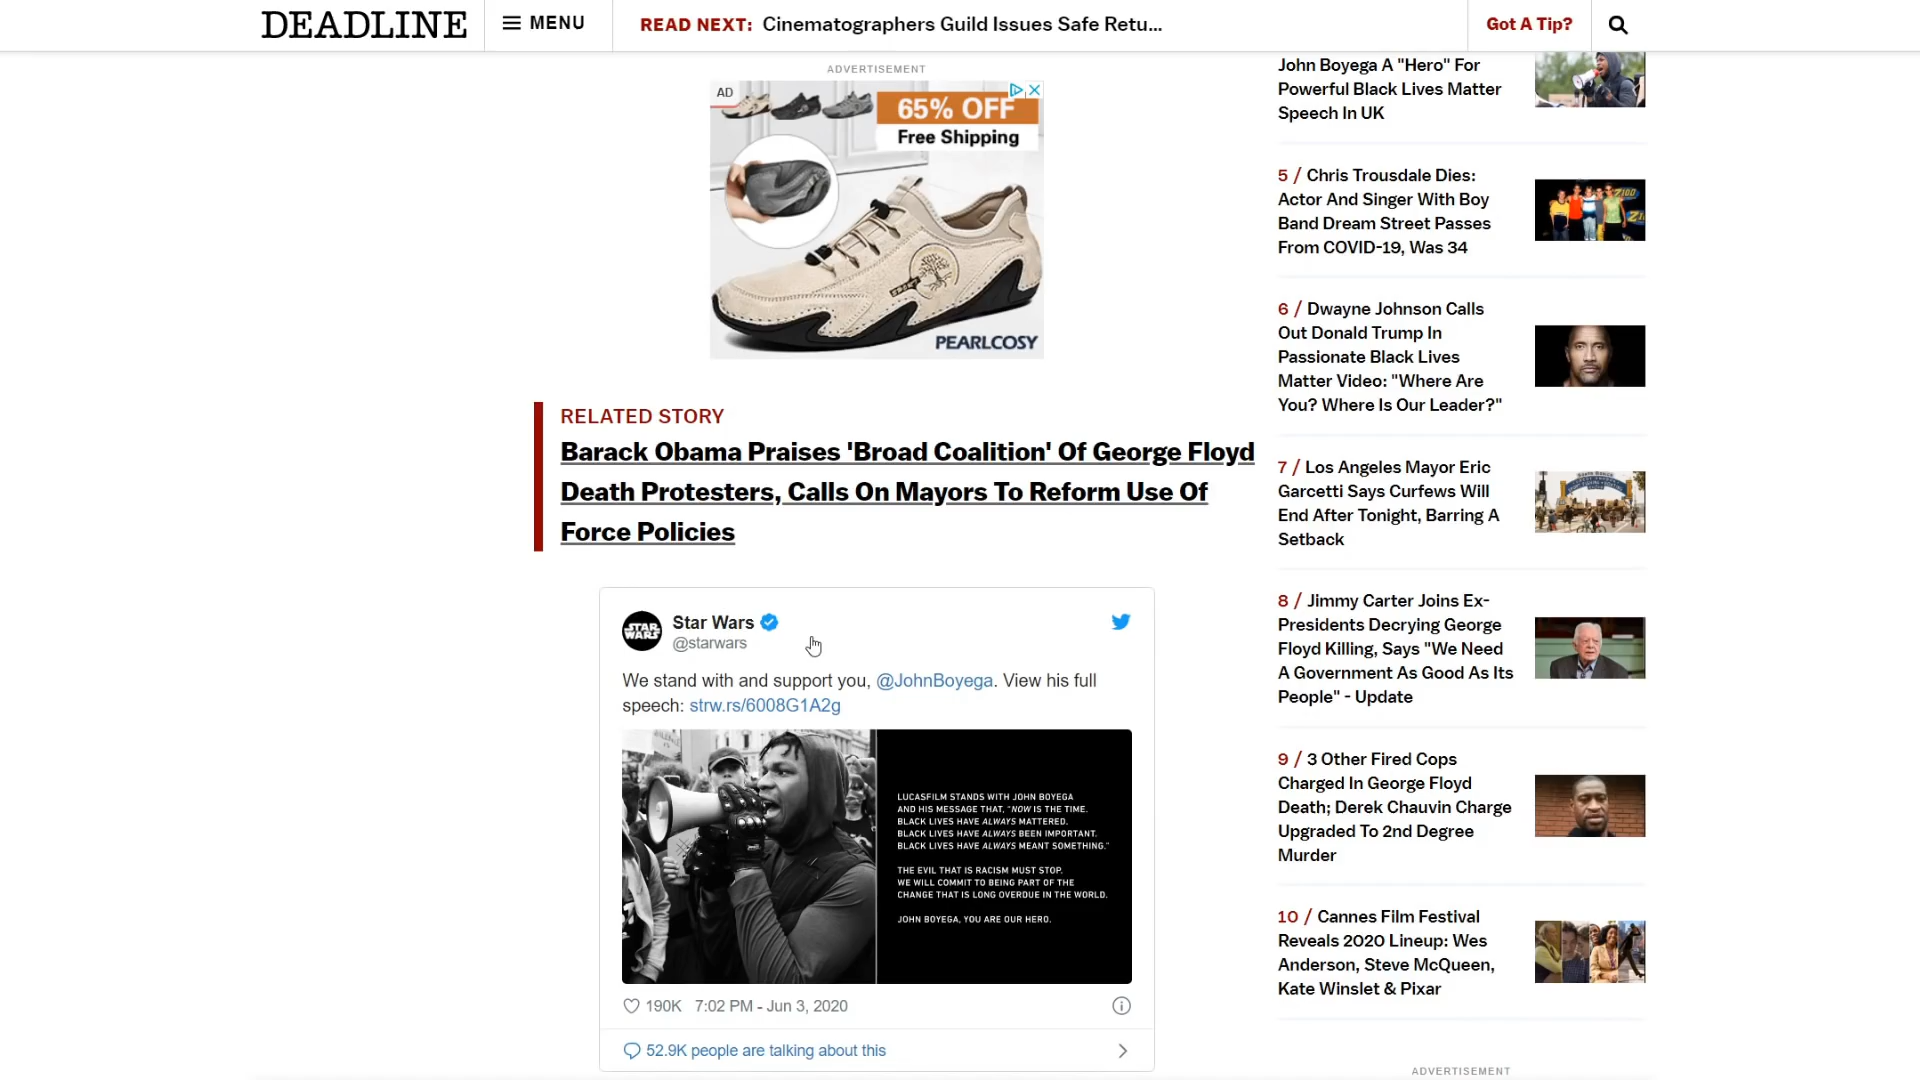 DEADLINE
MENU
READ NEXT: Cinematographers Guild Issues Safe Retu...
Got A Tip?
ADVERTISEMENT
AD
65% OFF
Free Shipping
SPORT
PEARLCOSY
RELATED STORY
Barack Obama Praises 'Broad Coalition' Of George Floyd
Death Protesters, Calls On Mayors To Reform Use Of
Force Policies
STAR
WARS
Star Wars
@starwars
We stand with and support you, @JohnBoyega. View his full
speech: strw.rs/6008G1A2g
LUCASFILM STANDS WITH JOHN BOYEGA
AND HIS MESSAGE THAT, "NOW IS THE TIME.
BLACK LIVES HAVE ALWAYS MATTERED.
BLACK LIVES HAVE ALWAYS BEEN IMPORTANT.
BLACK LIVES HAVE ALWAYS MEANT SOMETHING."
THE EVIL THAT IS RACISM MUST STOP.
WE WILL COMMIT TO BEING PART OF THE
CHANGE THAT IS LONG OVERDUE IN THE WORLD.
JOHN BOYEGA, YOU ARE OUR HERO.
190K 7:02 PM - Jun 3, 2020
52.9K people are talking about this
John Boyega A "Hero" For
Powerful Black Lives Matter
Speech In UK
5 / Chris Trousdale Dies:
Actor And Singer With Boy
Band Dream Street Passes
From COVID-19, Was 34
Z100
6 / Dwayne Johnson Calls
Out Donald Trump In
Passionate Black Lives
Matter Video: "Where Are
You? Where Is Our Leader?"
7 / Los Angeles Mayor Eric
Garcetti Says Curfews Will
End After Tonight, Barring A
Setback
8 / Jimmy Carter Joins Ex-
Presidents Decrying George
Floyd Killing, Says "We Need
A Government As Good As Its
People" - Update
9 / 3 Other Fired Cops
Charged In George Floyd
Death; Derek Chauvin Charge
Upgraded To 2nd Degree
Murder
10 / Cannes Film Festival
Reveals 2020 Lineup: Wes
Anderson, Steve McQueen,
Kate Winslet & Pixar
ADVERTISEMENT